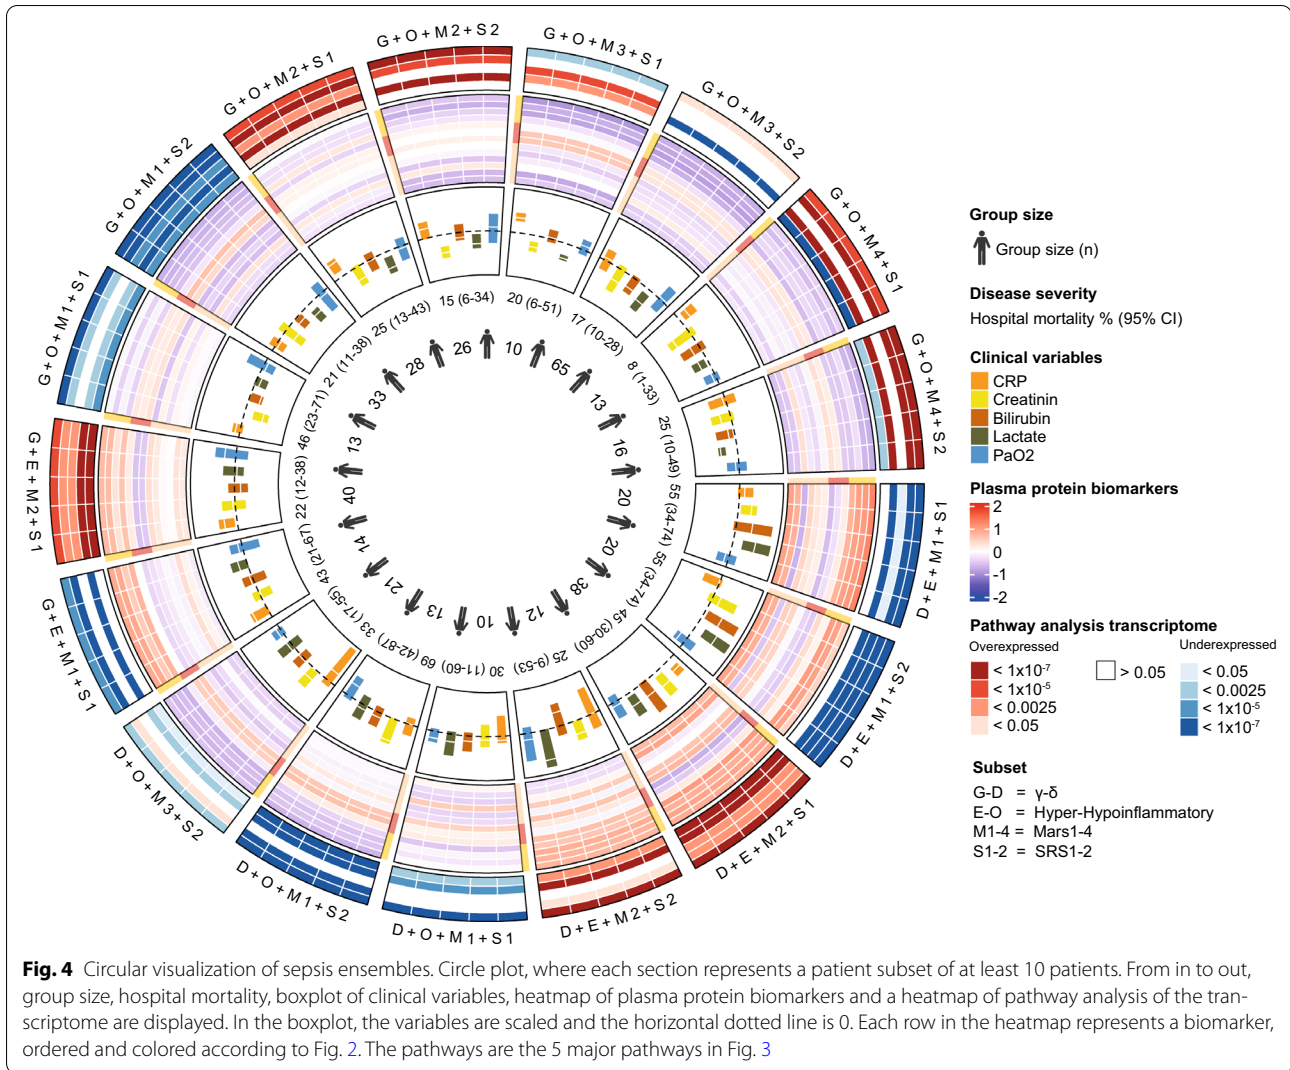 G+O+M2+S2
G+O+M3+S1
G+O+M3+S2
G+O+M4+S1
G+O+M4+S2
D+E+M1+S1
D+E+M1+S2
D+E+M2+S1
D+E+M2+S2
D+O+M1+S1
D+O+M1+S2
D+O+M3+S2
G+E+M1+S1
G+E+M2+S1
G+O+M1+S1
G+O+M1+S2
G+O+M2+S1
15 (6-34)
20 (6-51)
17 (10-28)
8 (1-33)
25 (10-49)
55 (34-74)
55 (34-74)
45 (30-60)
25 (9-53)
30 (11-60)
69 (42-87)
33 (17-55)
43 (21-67)
22 (12-38)
46 (23-71)
21 (11-38)
25 (13-43)
26
10
65
13
16
20
20
38
12
10
13
21
14
40
13
33
28
Group size
Group size (n)
Disease severity
Hospital mortality % (95% CI)
Clinical variables
CRP
Creatinin
Bilirubin
Lactate
PaO2
Plasma protein biomarkers
2
1
0
-1
-2
Pathway analysis transcriptome
Overexpressed
Underexpressed
< 1x10⁻⁷
> 0.05
< 0.05
< 1x10⁻⁵
< 0.0025
< 0.0025
< 1x10⁻⁵
< 0.05
< 1x10⁻⁷
Subset
G-D = γ-δ
E-O = Hyper-Hypoinflammatory
M1-4 = Mars1-4
S1-2 = SRS1-2
Fig. 4 Circular visualization of sepsis ensembles. Circle plot, where each section represents a patient subset of at least 10 patients. From in to out,
group size, hospital mortality, boxplot of clinical variables, heatmap of plasma protein biomarkers and a heatmap of pathway analysis of the tran-
scriptome are displayed. In the boxplot, the variables are scaled and the horizontal dotted line is 0. Each row in the heatmap represents a biomarker,
ordered and colored according to Fig. 2. The pathways are the 5 major pathways in Fig. 3